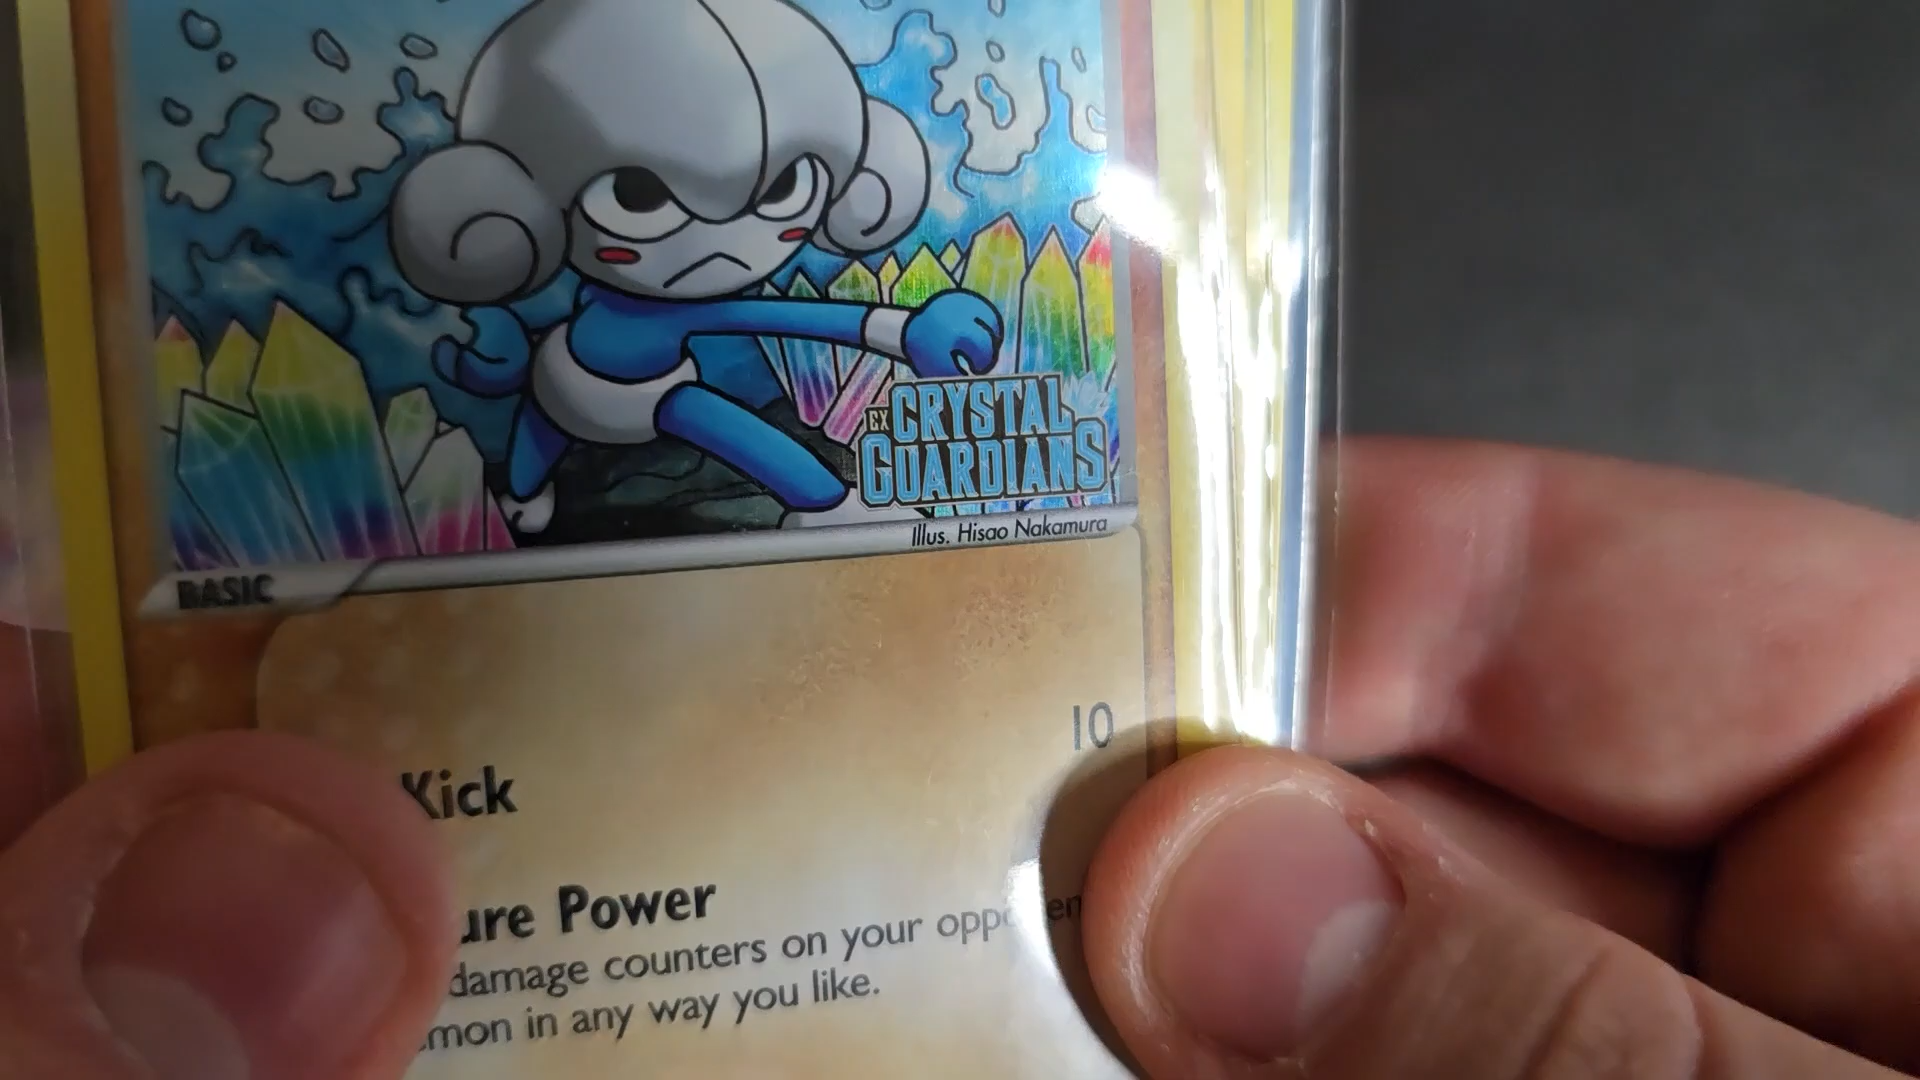 EX CRYSTAL
GUARDIANS
Illus. Hisao Nakamura
BASIC
10
Kick
ure Power
damage counters on your
mon in any way you like.